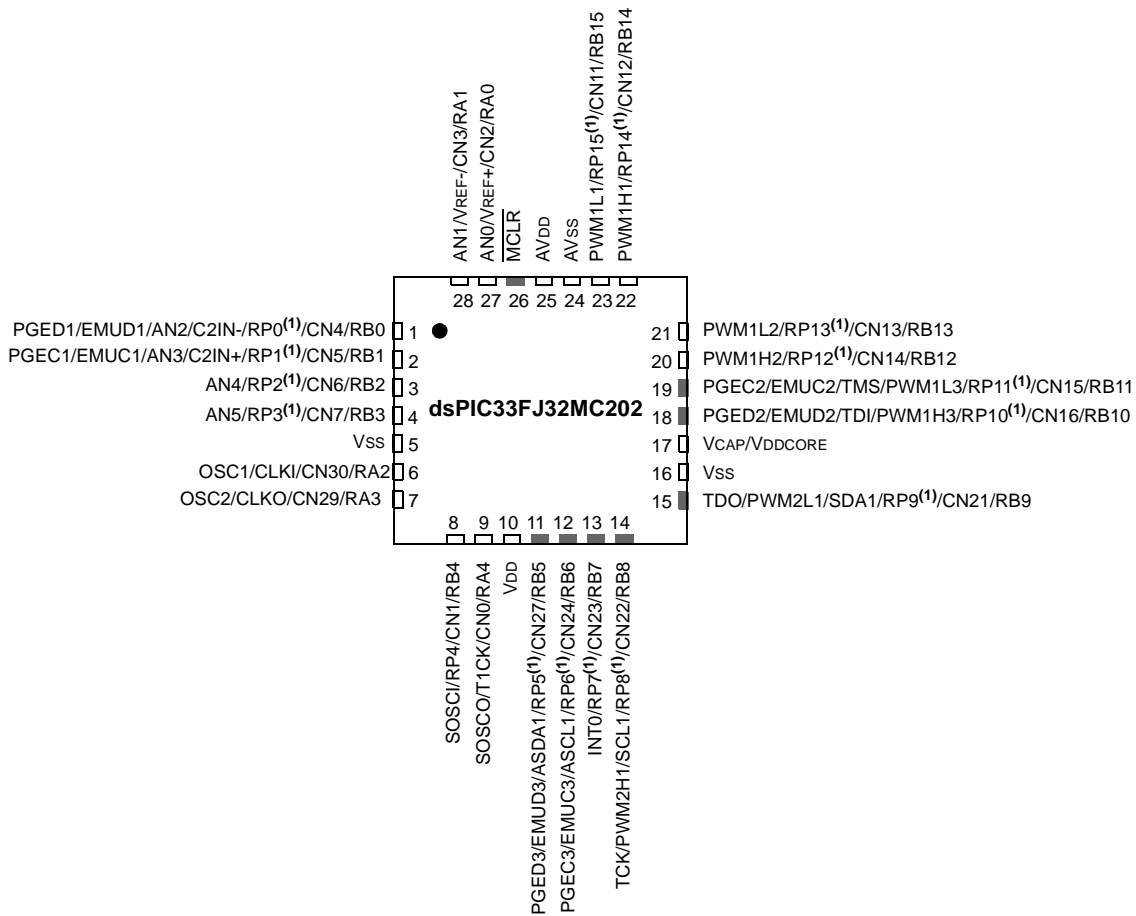 AN1/VREF-/CN3/RA1
AN0/VREF+/CN2/RA0
MCLR
AVDD
AVSS
PWM1L1/RP15(1)/CN11/RB15
PWM1H1/RP14(1)/CN12/RB14
28 27 26 25 24 23 22
PGED1/EMUD1/AN2/C2IN-/RP0(1)/CN4/RB0 1
PGEC1/EMUC1/AN3/C2IN+/RP1(1)/CN5/RB1 2
AN4/RP2(1)/CN6/RB2 3
AN5/RP3(1)/CN7/RB3 4
VSS 5
OSC1/CLKI/CN30/RA2 6
OSC2/CLKO/CN29/RA3 7
dsPIC33FJ32MC202
21 PWM1L2/RP13(1)/CN13/RB13
20 PWM1H2/RP12(1)/CN14/RB12
19 PGEC2/EMUC2/TMS/PWM1L3/RP11(1)/CN15/RB11
18 PGED2/EMUD2/TDI/PWM1H3/RP10(1)/CN16/RB10
17 VCAP/VDDCORE
16 VSS
15 TDO/PWM2L1/SDA1/RP9(1)/CN21/RB9
8 9 10 11 12 13 14
SOSCI/RP4/CN1/RB4
SOSCO/T1CK/CN0/RA4
VDD
PGED3/EMUD3/ASDA1/RP5(1)/CN27/RB5
PGEC3/EMUC3/ASCL1/RP6(1)/CN24/RB6
INT0/RP7(1)/CN23/RB7
TCK/PWM2H1/SCL1/RP8(1)/CN22/RB8